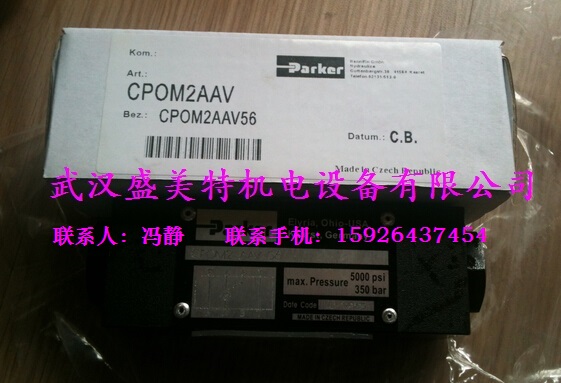 Kom.:
Parker
Art.:
CPOM2AAV
Bez.: CPOM2AAV56
Datum.: C.B.
Made in Czech Republic
武汉盛美特机电设备有限公司
联系人: 冯静 联系手机: 15926437454
Parker
Elyria, Ohio-USA
max. Pressure 5000 psi
350 bar
Date Code
MADE IN CZECH REPUBLIC